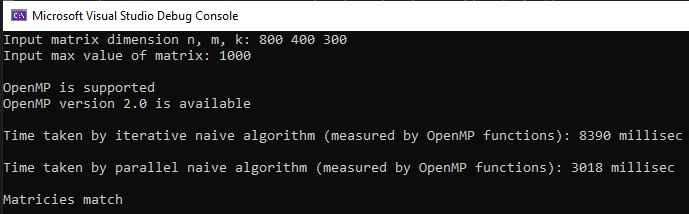 Microsoft Visual Studio Debug Console
Input matrix dimension n, m, k: 800 400 300
Input max value of matrix: 1000
OpenMP is supported
OpenMP version 2.0 is available
Time taken by iterative naive algorithm (measured by OpenMP functions): 8390 millisec
Time taken by parallel naive algorithm (measured by OpenMP functions): 3018 millisec
Matricies match